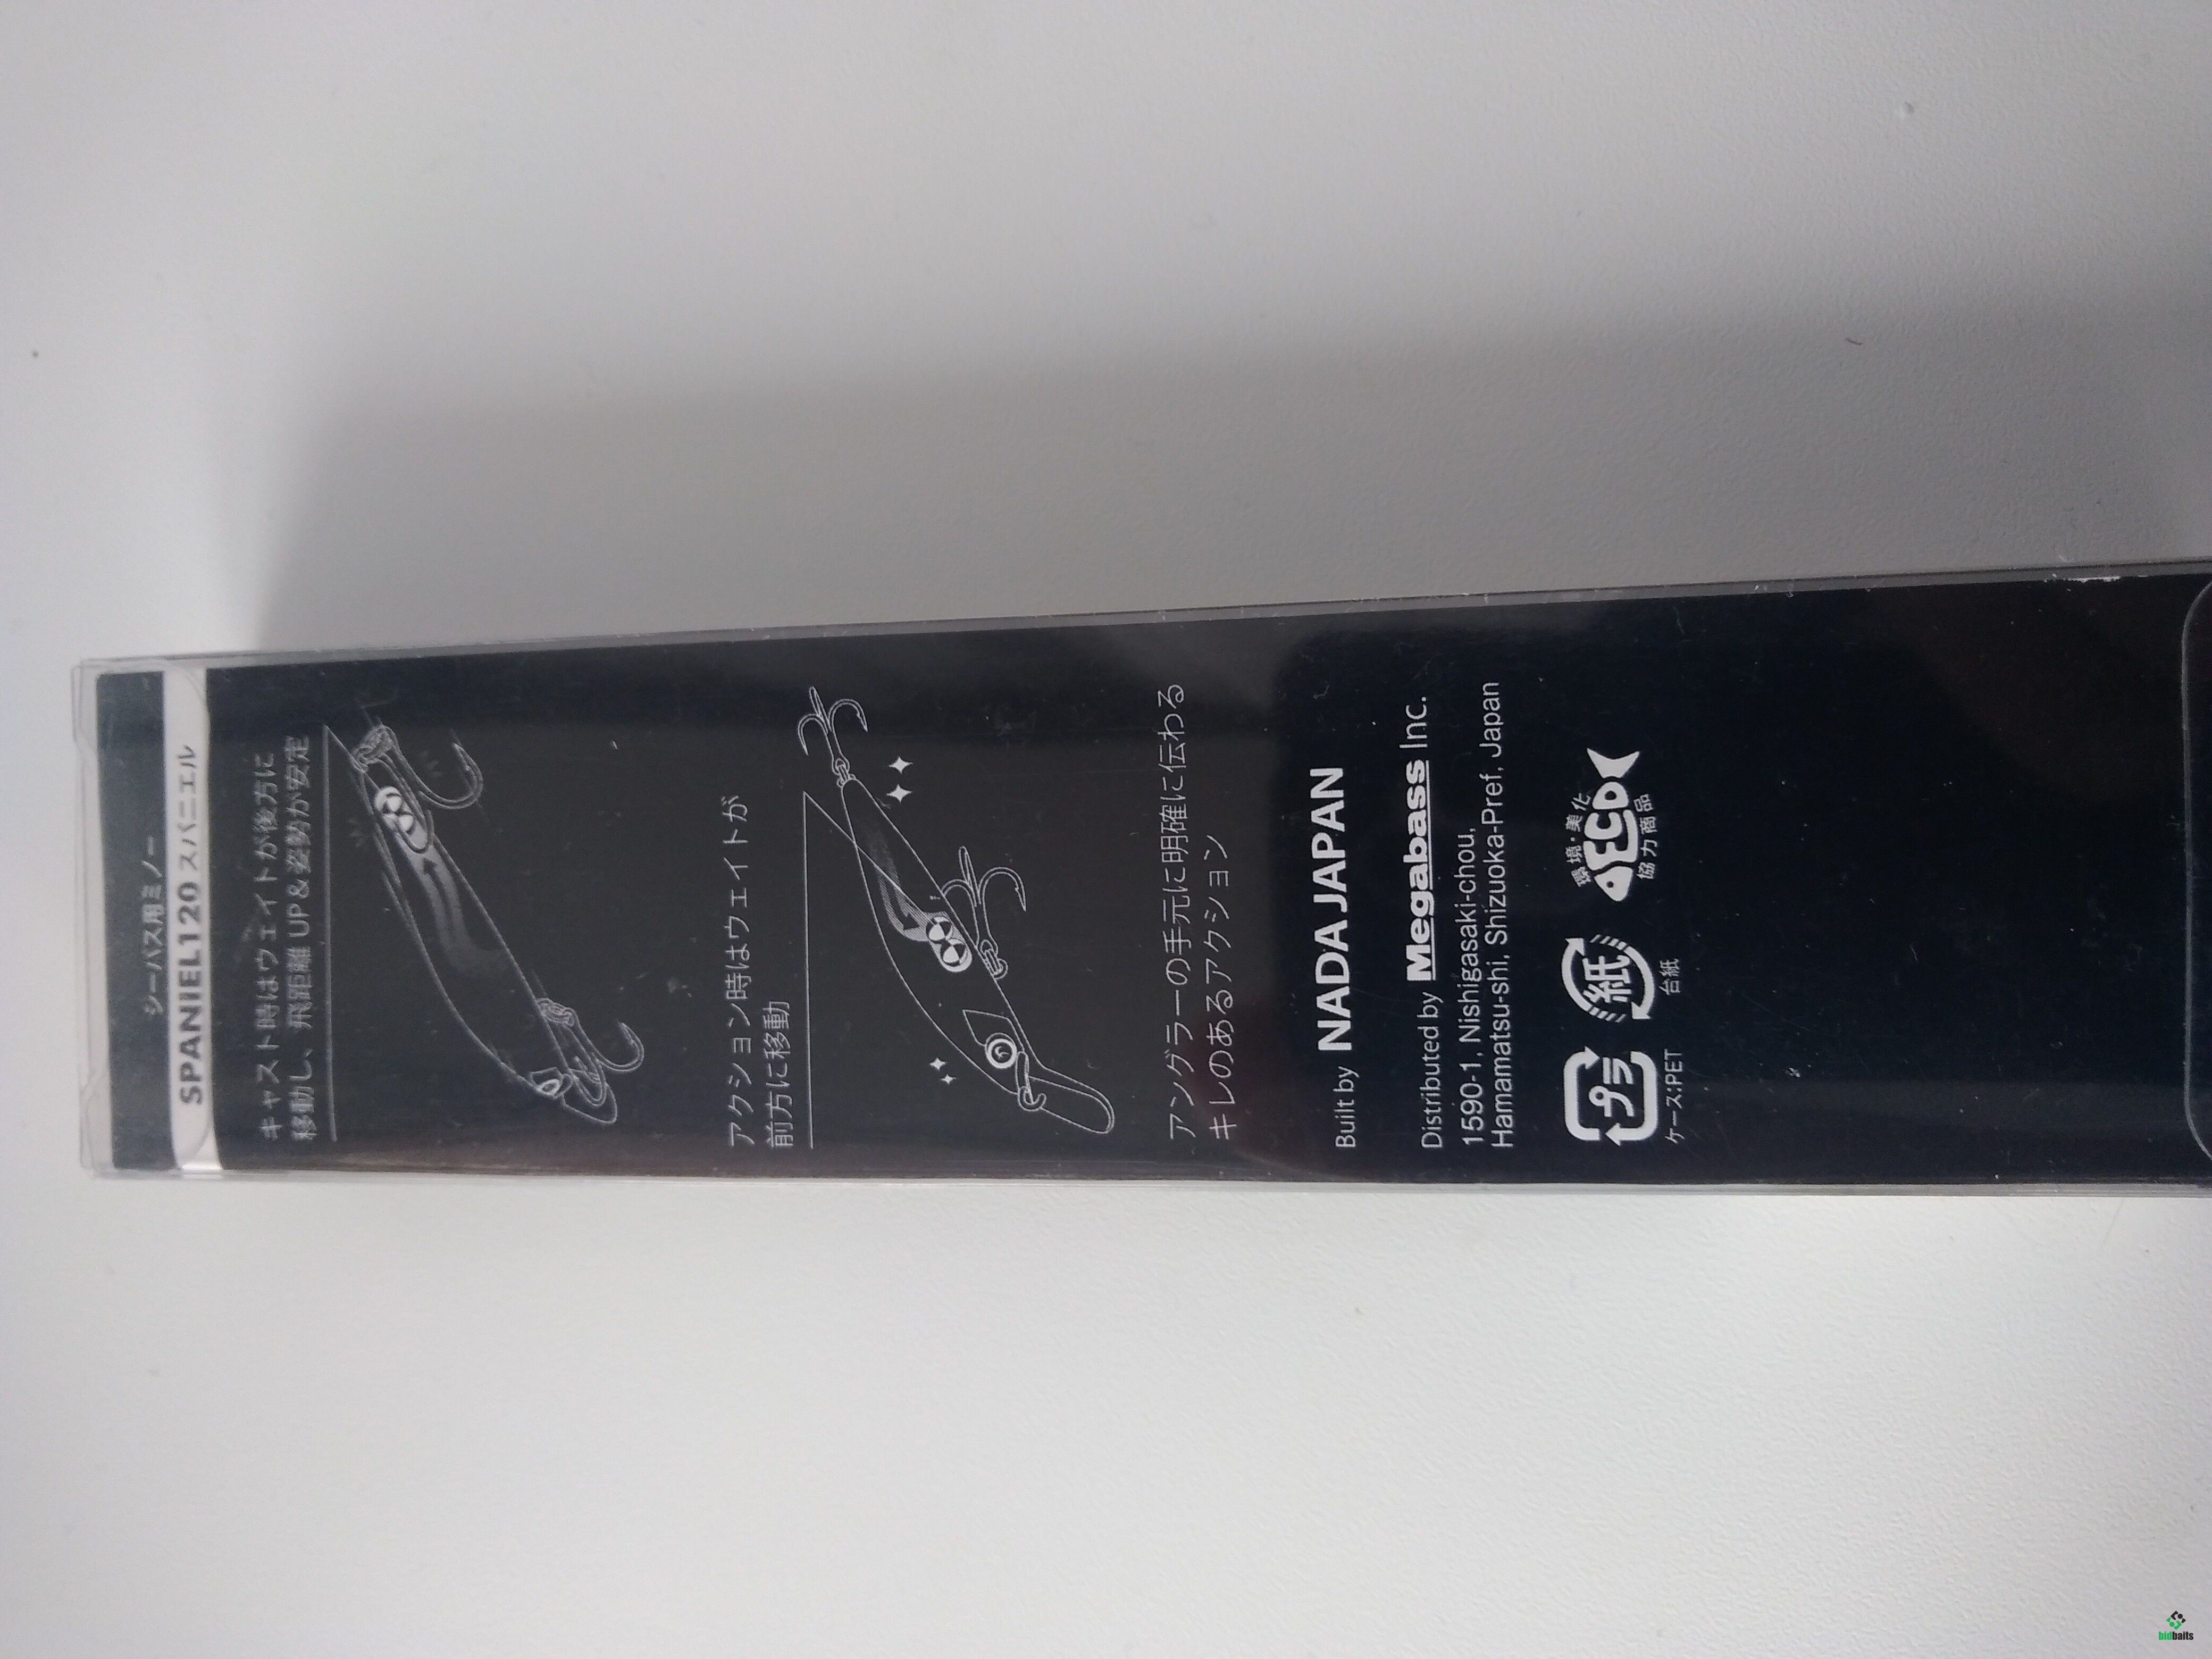 シーバス用ミノー
SPANIEL120 スパニエル
キャスト時はウェイトが後方に
移動し、飛距離UP&姿勢が安定
アクション時はウェイトが
前方に移動
アングラーの手元に明確に伝わる
キレのあるアクション
Built by NADA JAPAN
Distributed by Megabass Inc.
1590-1, Nishigasaki-chou,
Hamamatsu-shi, Shizuoka-Pref, Japan
プラ
ケース:PET
紙
台紙
環境・美化
ECO
協力商品
bidbaits